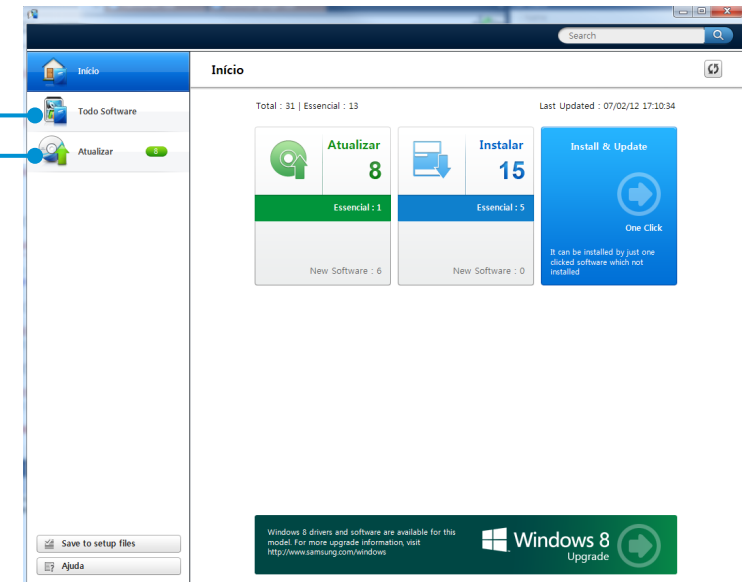 Search
Início
Todo Software
Atualizar 8
Save to setup files
Ajuda
Início
Total : 31 | Essencial : 13
Last Updated : 07/02/12 17:10:34
Atualizar
8
Essencial : 1
New Software : 6
Instalar
15
Essencial : 5
New Software : 0
Install & Update
One Click
It can be installed by just one
clicked software which not
installed
Windows 8 drivers and software are available for this
model. For more upgrade information, visit
http://www.samsung.com/windows
Windows 8
Upgrade